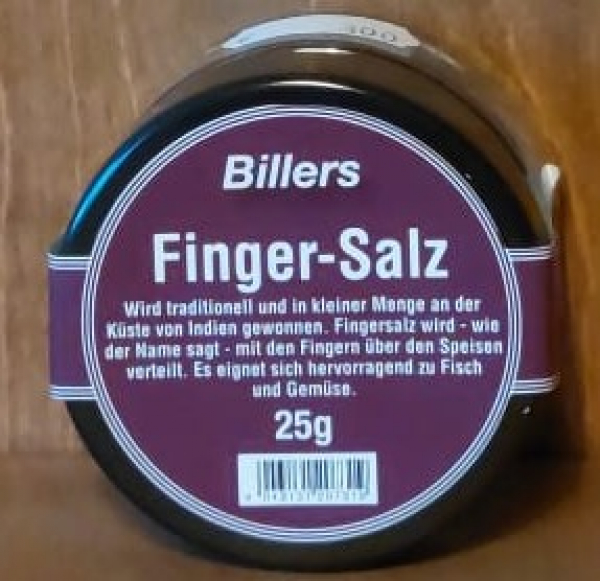 Billers
Finger-Salz
Wird traditionell und in kleiner Menge an der
Küste von Indien gewonnen. Fingersalz wird - wie
der Name sagt - mit den Fingern über den Speisen
verteilt. Es eignet sich hervorragend zu Fisch
und Gemüse.
25g